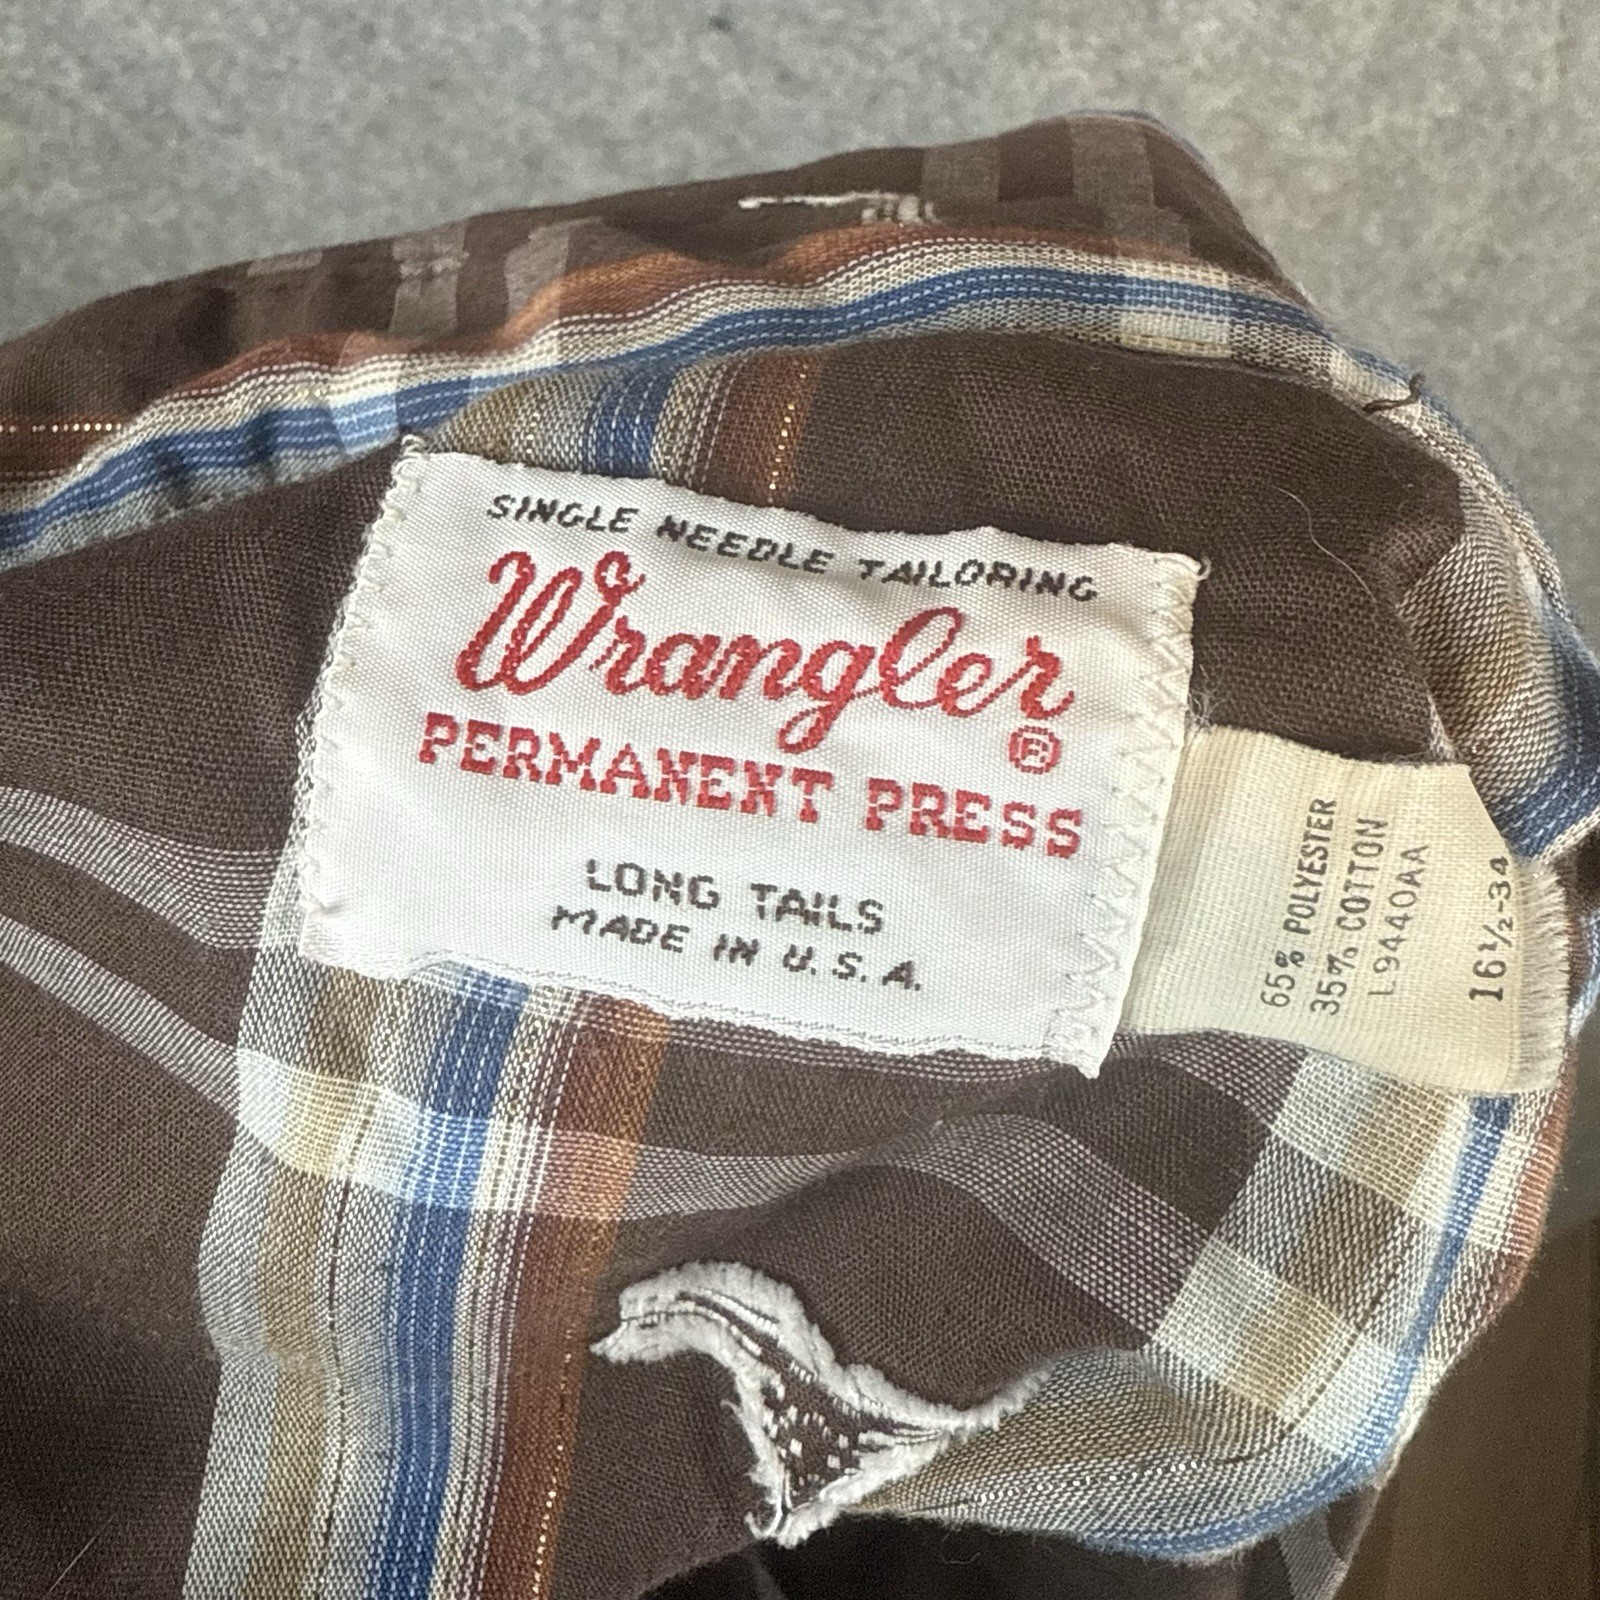 SINGLE NEEDLE TAILORING
Wrangler®
PERMANENT PRESS
LONG TAILS
MADE IN U.S.A.
65% POLYESTER
35% COTTON
L9440AA
16½-34